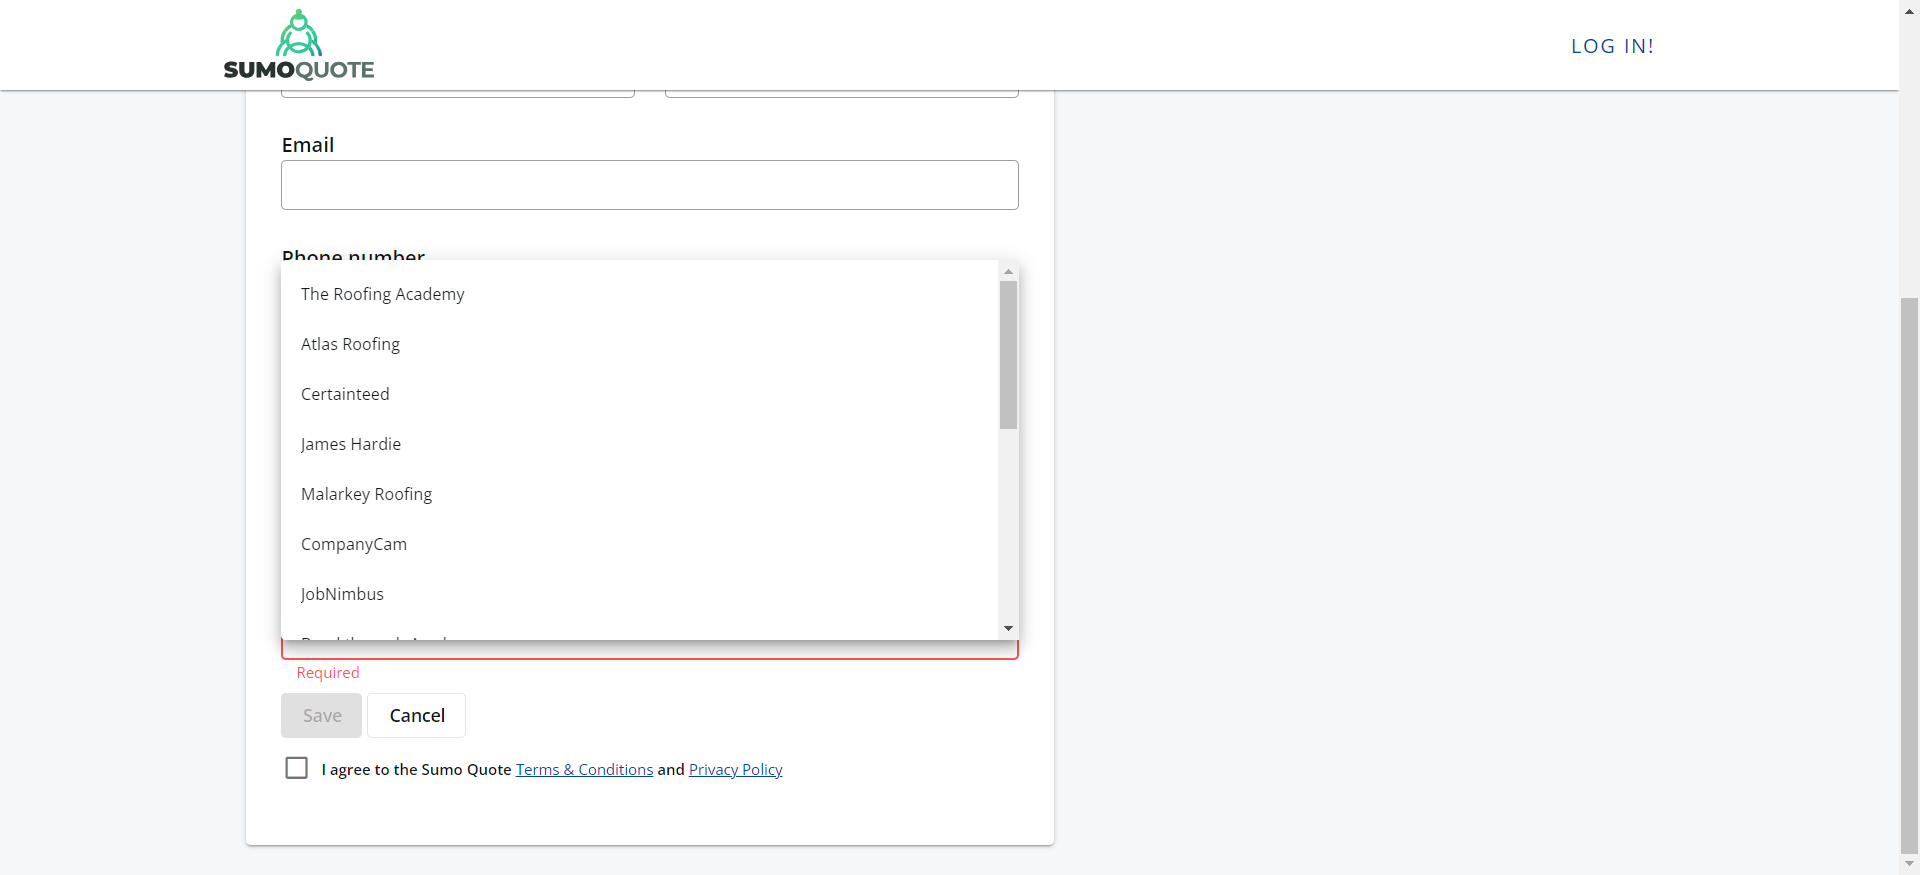 SUMOQUOTE
LOG IN!
Email
Phone number
The Roofing Academy
Atlas Roofing
Certainteed
James Hardie
Malarkey Roofing
CompanyCam
JobNimbus
Required
Save
Cancel
I agree to the Sumo Quote Terms & Conditions and Privacy Policy